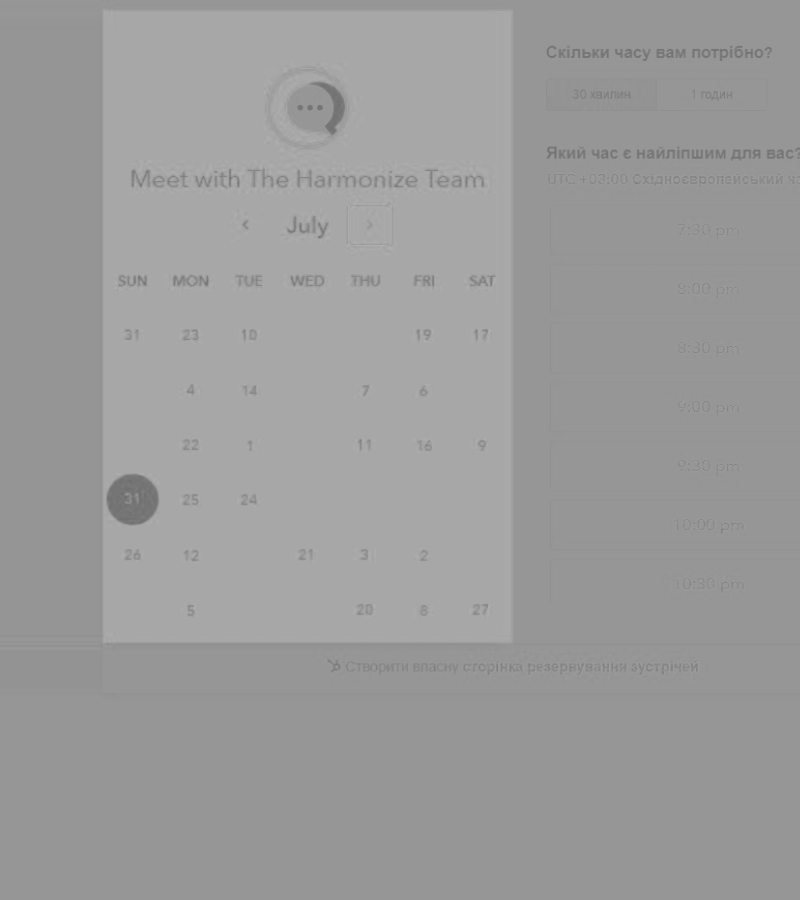 Meet with The Harmonize Team
July
SUN MON TUE WED THU FRI SAT
31 23 10 19 17
4 14 7 6
22 1 11 16 9
31 25 24
26 12 21 3 2
5 20 8 27
Скільки часу вам потрібно?
30 хвилин 1 годин
Який час є найліпшим для вас?
UTC +03:00 Східноєвропейський
7:30 pm
8:00 pm
8:30 pm
9:00 pm
9:30 pm
10:00 pm
10:30 pm
Створити власну сторінка резервування зустрічей